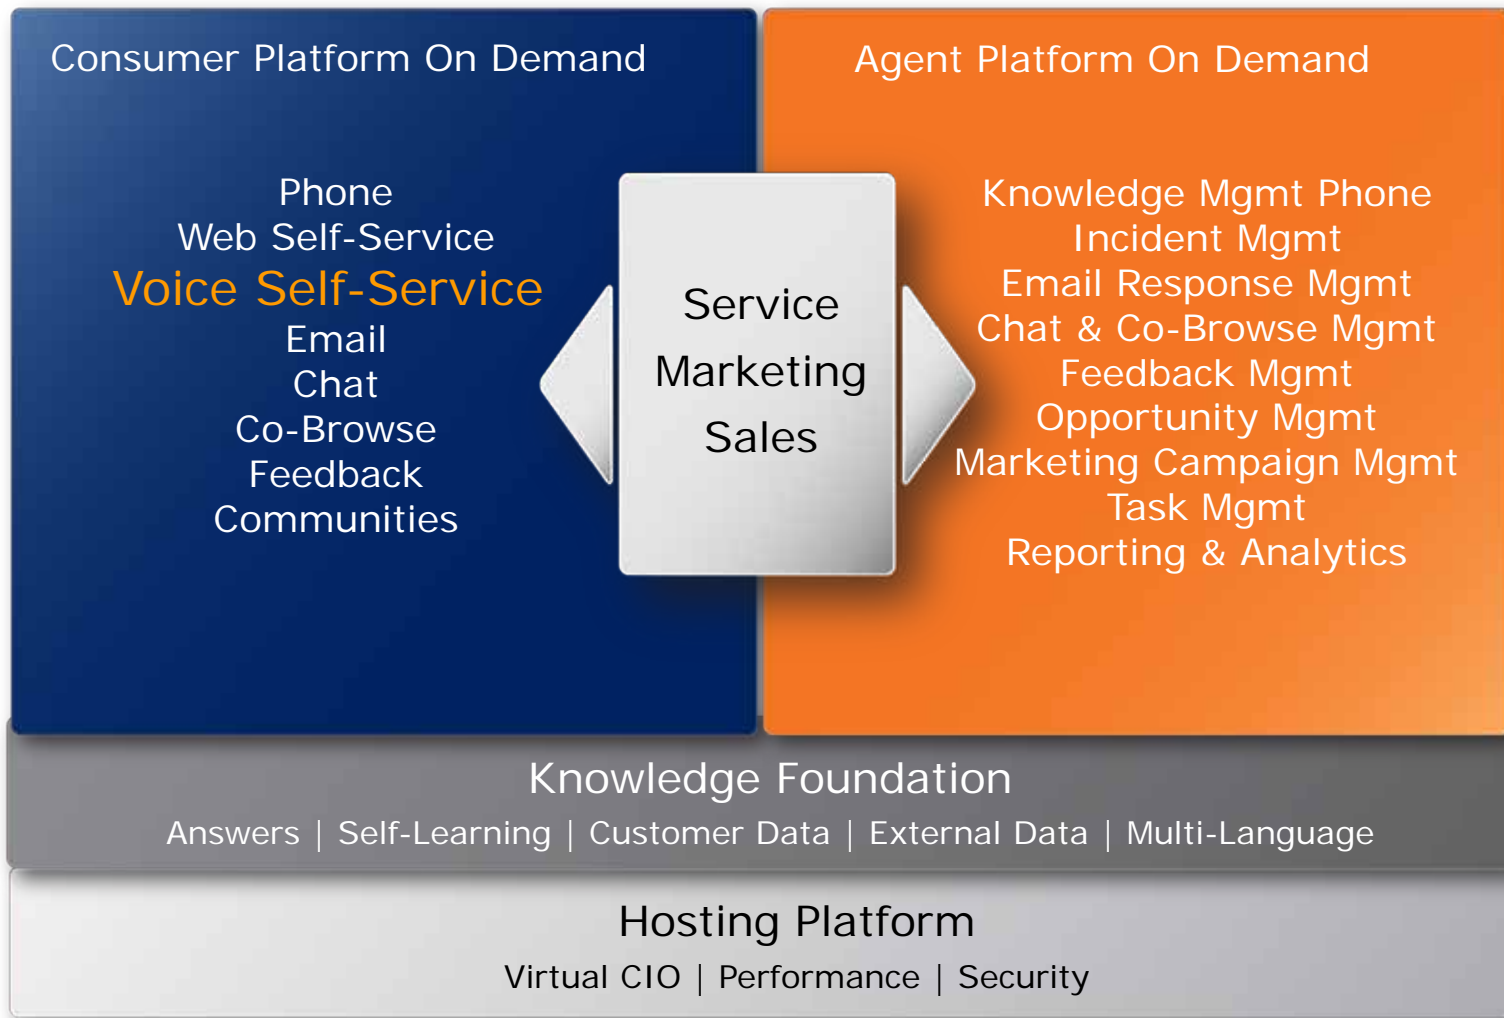 Consumer Platform On Demand
Phone
Web Self-Service
Voice Self-Service
Email
Chat
Co-Browse
Feedback
Communities
Service
Marketing
Sales
Agent Platform On Demand
Knowledge Mgmt Phone
Incident Mgmt
Email Response Mgmt
Chat & Co-Browse Mgmt
Feedback Mgmt
Opportunity Mgmt
Marketing Campaign Mgmt
Task Mgmt
Reporting & Analytics
Knowledge Foundation
Answers | Self-Learning | Customer Data | External Data | Multi-Language
Hosting Platform
Virtual CIO | Performance | Security